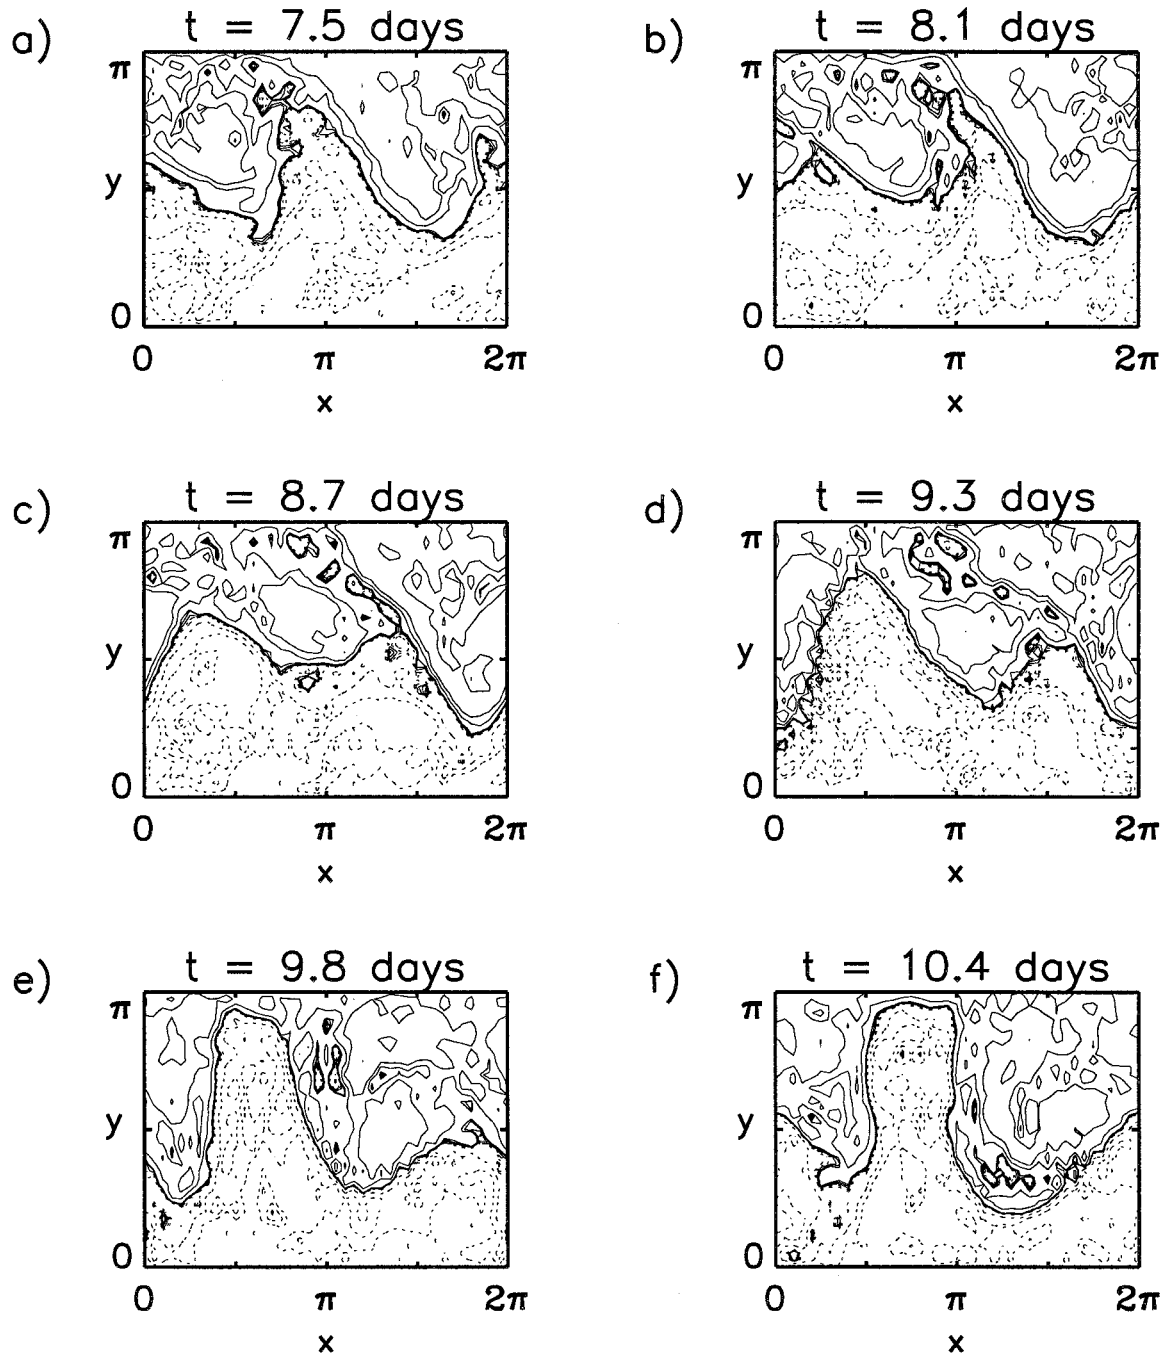 a) t = 7.5 days
b) t = 8.1 days
π
y
0
0 π 2π
x
π
y
0
0 π 2π
x
c) t = 8.7 days
d) t = 9.3 days
π
y
0
0 π 2π
x
π
y
0
0 π 2π
x
e) t = 9.8 days
f) t = 10.4 days
π
y
0
0 π 2π
x
π
y
0
0 π 2π
x